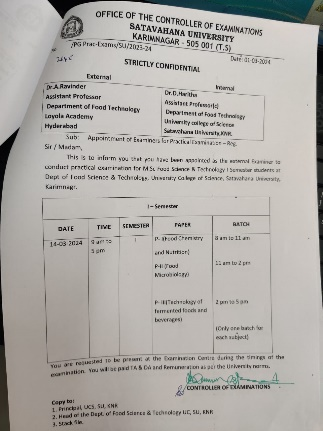 OFFICE OF THE CONTROLLER OF EXAMINATIONS
SATAVAHANA UNIVERSITY
KARIMNAGAR - 505 001 (T.S)
/PG Prac-Exams/SU/2023-24
Date: 01-03-2024
STRICTLY CONFIDENTIAL
External
Internal
Dr.A.Ravinder
Assistant Professor
Department of Food Technology
Loyola Academy
Hyderabad
Dr.D.Haritha
Assistant Professor(c)
Department of Food Technology
University college of Science
Satavahana University,KNR.
Sub: Appointment of Examiners for Practical Examination – Reg.
Sir / Madam,
This is to inform you that you have been appointed as the external Examiner to
conduct practical examination for M.Sc Food Science & Technology I Semester students at
Dept of Food Science & Technology, University College of Science, Satavahana University,
Karimnagar.
I – Semester
DATE TIME SEMESTER PAPER BATCH
14-03-2024 9 am to I P-I(Food Chemistry 8 am to 11 am
5 pm and Nutrition)
P-II (Food 11 am to 2 pm
Microbiology)
P-III(Technology of 2 pm to 5 pm
fermented foods and
beverages)
(Only one batch for
each subject)
You are requested to be present at the Examination Centre during the timings of the
examination. You will be paid TA & DA and Remuneration as per the University norms.
CONTROLLER OF EXAMINATIONS
Copy to:
1. Principal, UCS, SU, KNR
2. Head of the Dept. of Food Science & Technology UC, SU, KNR
3. Stack file.